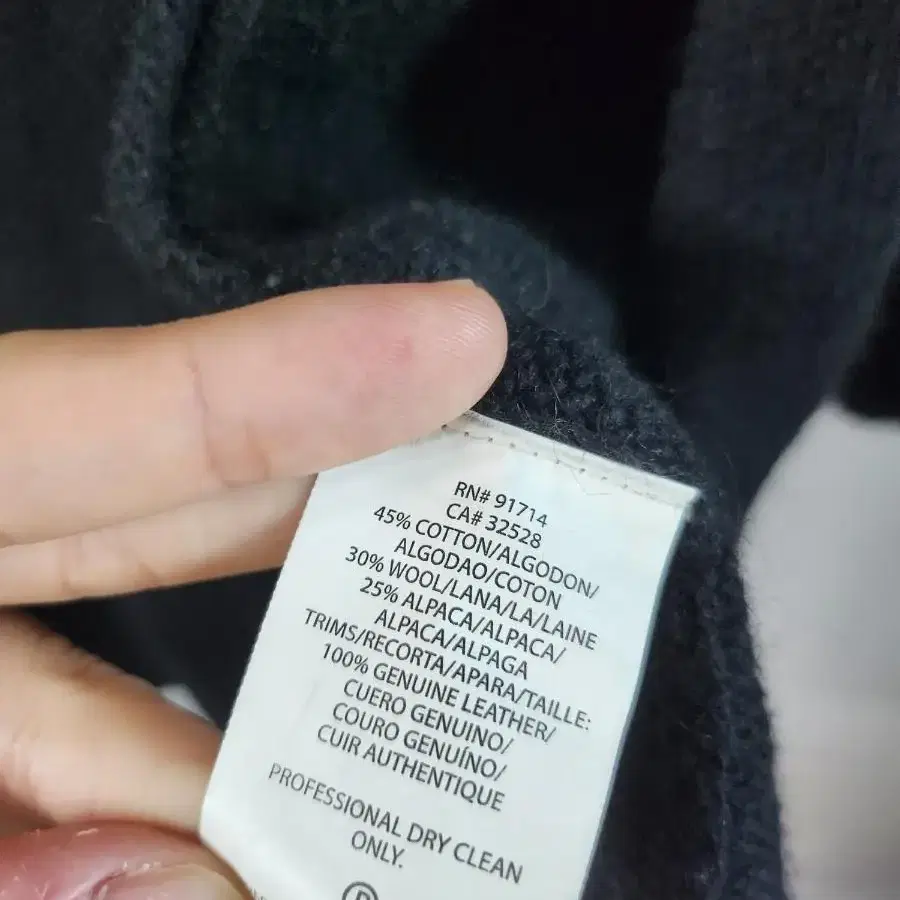 RN# 91714
CA# 32528
45% COTTON/ALGODON/
ALGODAO/COTON
30% WOOL/LANA/LA/LAINE
25% ALPACA/ALPACA/
ALPACA/ALPAGA
TRIMS/RECORTA/APARA/TAILLE:
100% GENUINE LEATHER/
CUERO GENUINO/
COURO GENUÍNO/
CUIR AUTHENTIQUE
PROFESSIONAL DRY CLEAN
ONLY.